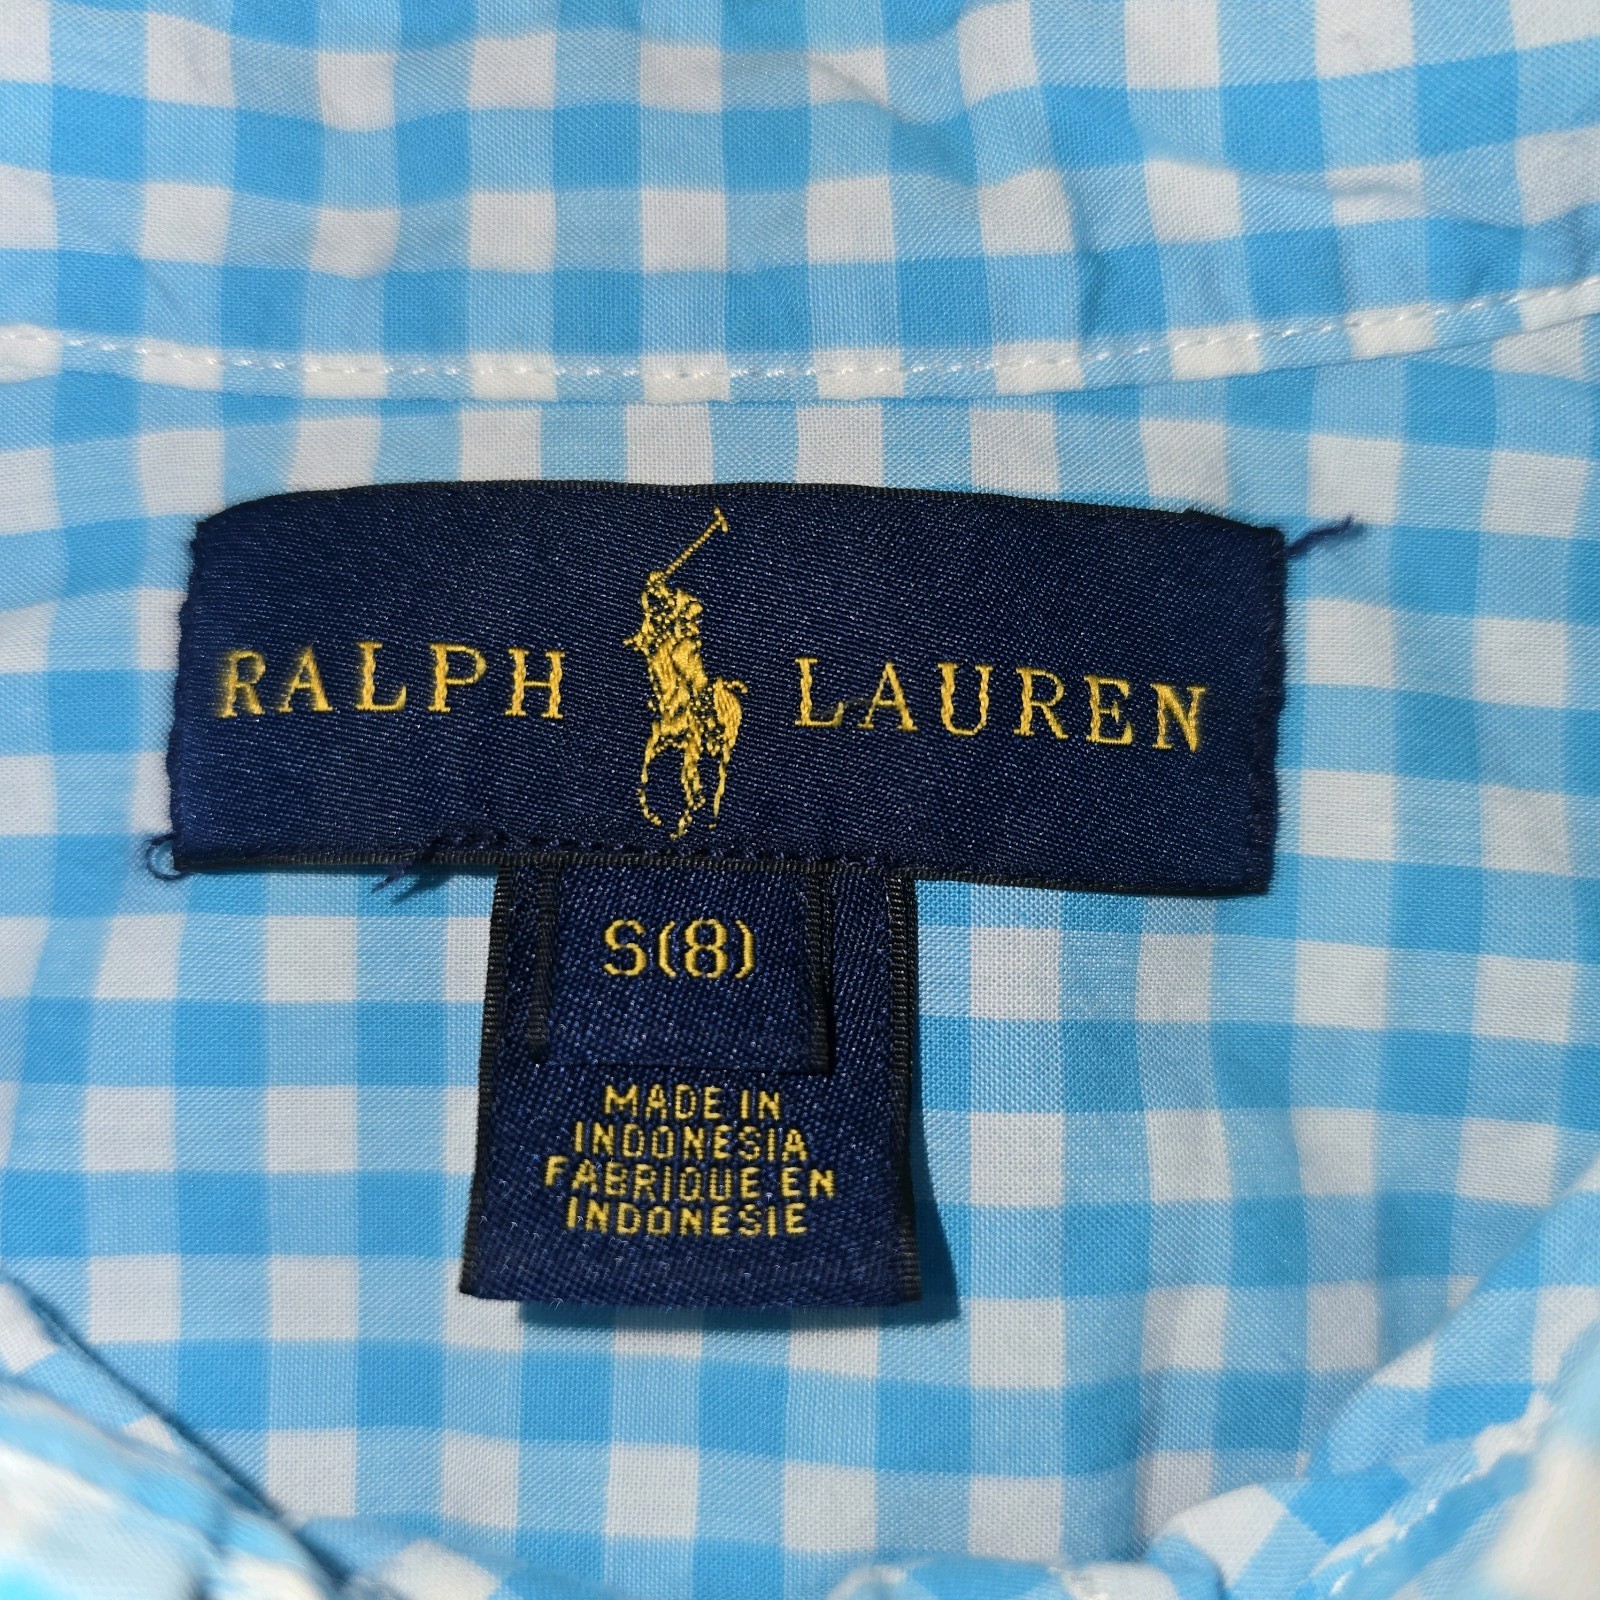 RALPH LAUREN
S(8)
MADE IN
INDONESIA
FABRIQUE EN
INDONESIE